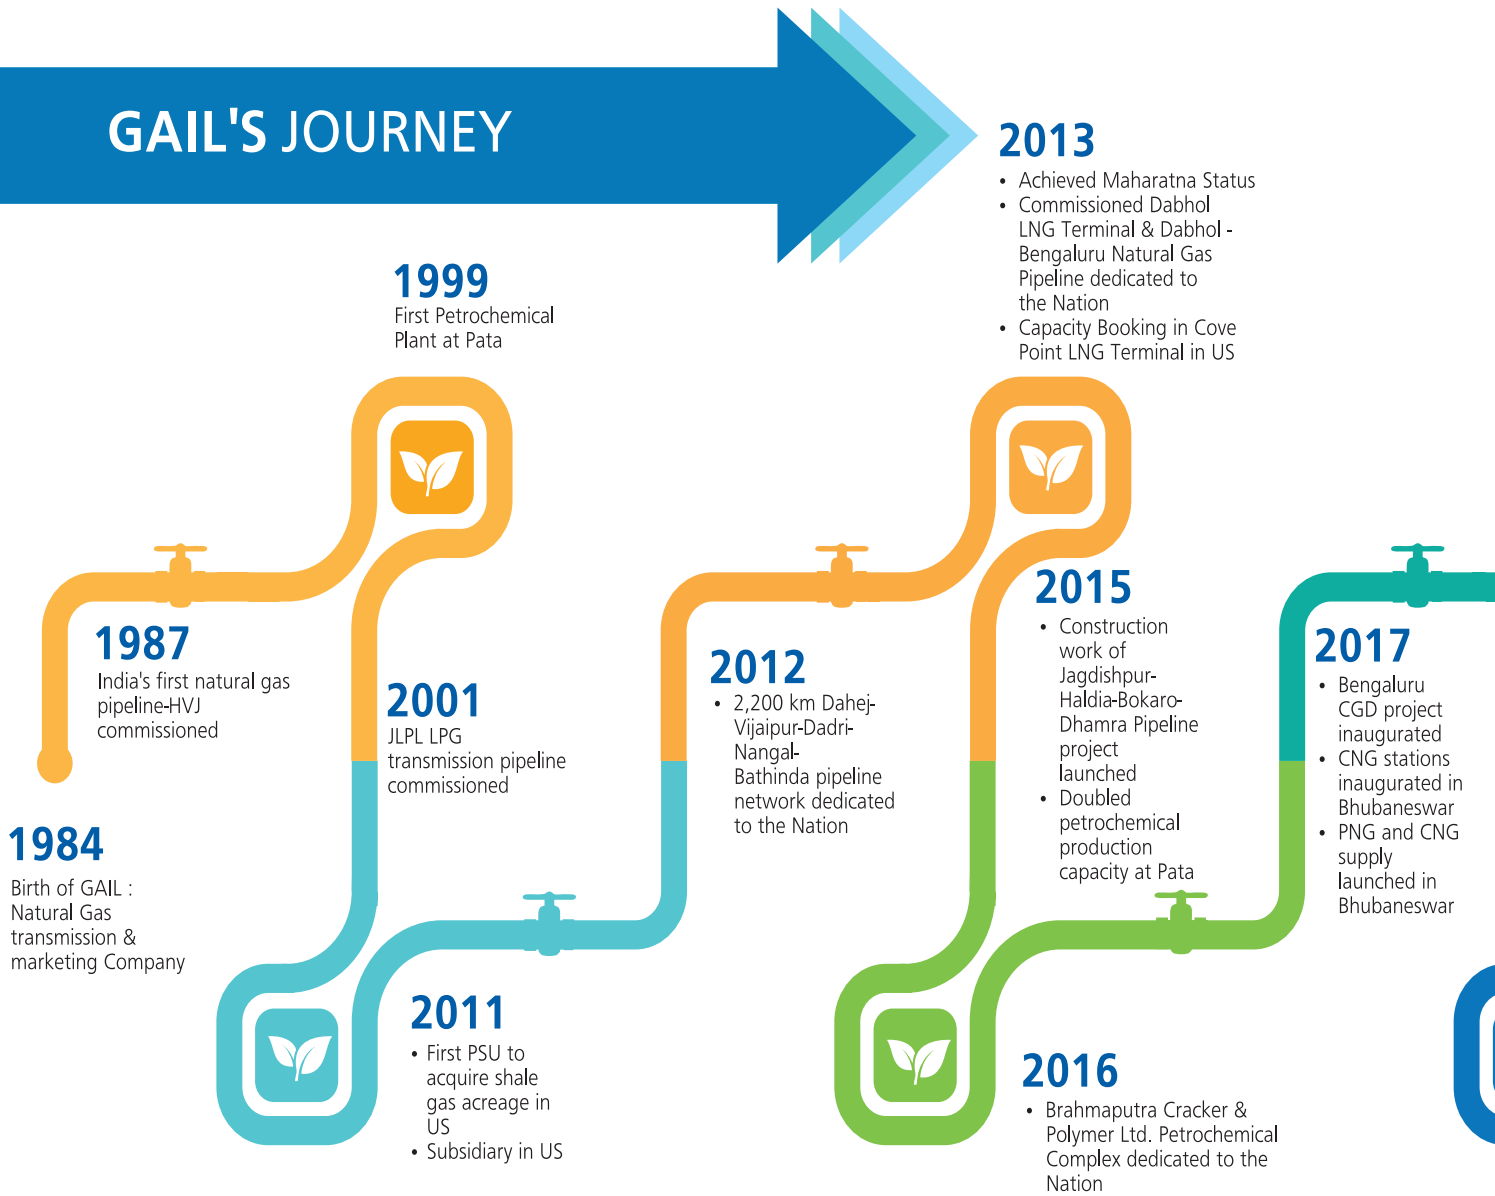 GAIL'S JOURNEY
1984
Birth of GAIL :
Natural Gas
transmission &
marketing Company
1987
India's first natural gas
pipeline-HVJ
commissioned
1999
First Petrochemical
Plant at Pata
2001
JLPL LPG
transmission pipeline
commissioned
2011
• First PSU to
acquire shale
gas acreage in
US
• Subsidiary in US
2012
• 2,200 km Dahej-
Vijaipur-Dadri-
Nangal-
Bathinda pipeline
network dedicated
to the Nation
2013
• Achieved Maharatna Status
• Commissioned Dabhol
LNG Terminal & Dabhol -
Bengaluru Natural Gas
Pipeline dedicated to
the Nation
• Capacity Booking in Cove
Point LNG Terminal in US
2015
• Construction
work of
Jagdishpur-
Haldia-Bokaro-
Dhamra Pipeline
project
launched
• Doubled
petrochemical
production
capacity at Pata
2016
• Brahmaputra Cracker &
Polymer Ltd. Petrochemical
Complex dedicated to the
Nation
2017
• Bengaluru
CGD project
inaugurated
• CNG stations
inaugurated in
Bhubaneswar
• PNG and CNG
supply
launched in
Bhubaneswar